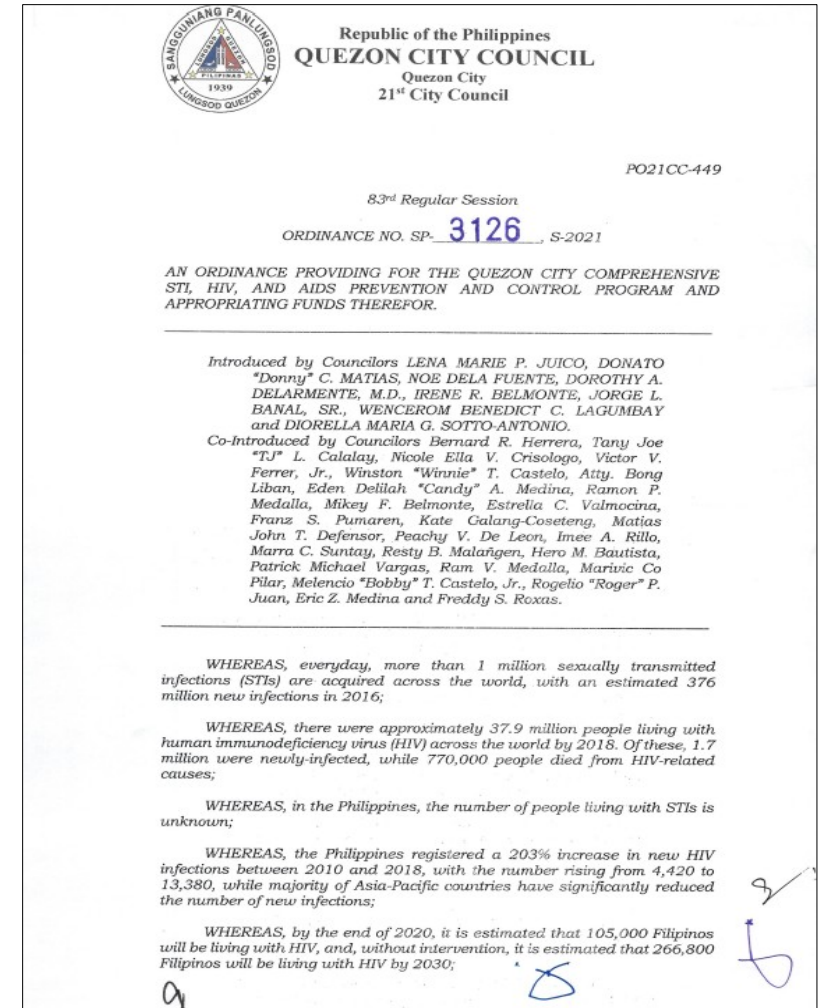 SANGGUNIANG PANLUNGSOD
LUNGSOD QUEZON
PILIPINAS
1939
LUNGSOD QUEZON
Republic of the Philippines
QUEZON CITY COUNCIL
Quezon City
21st City Council
PO21CC-449
83rd Regular Session
ORDINANCE NO. SP- 3126, S-2021
AN ORDINANCE PROVIDING FOR THE QUEZON CITY COMPREHENSIVE
STI, HIV, AND AIDS PREVENTION AND CONTROL PROGRAM AND
APPROPRIATING FUNDS THEREFOR.
Introduced by Councilors LENA MARIE P. JUICO, DONATO
"Donny" C. MATIAS, NOE DELA FUENTE, DOROTHY A.
DELARMENTE, M.D., IRENE R. BELMONTE, JORGE L.
BANAL, SR., WENCEROM BENEDICT C. LAGUMBAY
and DIORELLA MARIA G. SOTTO-ANTONIO.
Co-Introduced by Councilors Bernard R. Herrera, Tany Joe
"TJ" L. Calalay, Nicole Ella V. Crisologo, Victor V.
Ferrer, Jr., Winston "Winnie" T. Castelo, Atty. Bong
Liban, Eden Delilah "Candy" A. Medina, Ramon P.
Medalla, Mikey F. Belmonte, Estrella C. Valmocina,
Franz S. Pumaren, Kate Galang-Coseteng, Matias
John T. Defensor, Peachy V. De Leon, Imee A. Rillo,
Marra C. Suntay, Resty B. Malañgen, Hero M. Bautista,
Patrick Michael Vargas, Ram V. Medalla, Marivic Co
Pilar, Melencio "Bobby" T. Castelo, Jr., Rogelio "Roger" P.
Juan, Eric Z. Medina and Freddy S. Roxas.
WHEREAS, everyday, more than 1 million sexually transmitted
infections (STIs) are acquired across the world, with an estimated 376
million new infections in 2016;
WHEREAS, there were approximately 37.9 million people living with
human immunodeficiency virus (HIV) across the world by 2018. Of these, 1.7
million were newly-infected, while 770,000 people died from HIV-related
causes;
WHEREAS, in the Philippines, the number of people living with STIs is
unknown;
WHEREAS, the Philippines registered a 203% increase in new HIV
infections between 2010 and 2018, with the number rising from 4,420 to
13,380, while majority of Asia-Pacific countries have significantly reduced
the number of new infections;
WHEREAS, by the end of 2020, it is estimated that 105,000 Filipinos
will be living with HIV, and, without intervention, it is estimated that 266,800
Filipinos will be living with HIV by 2030;